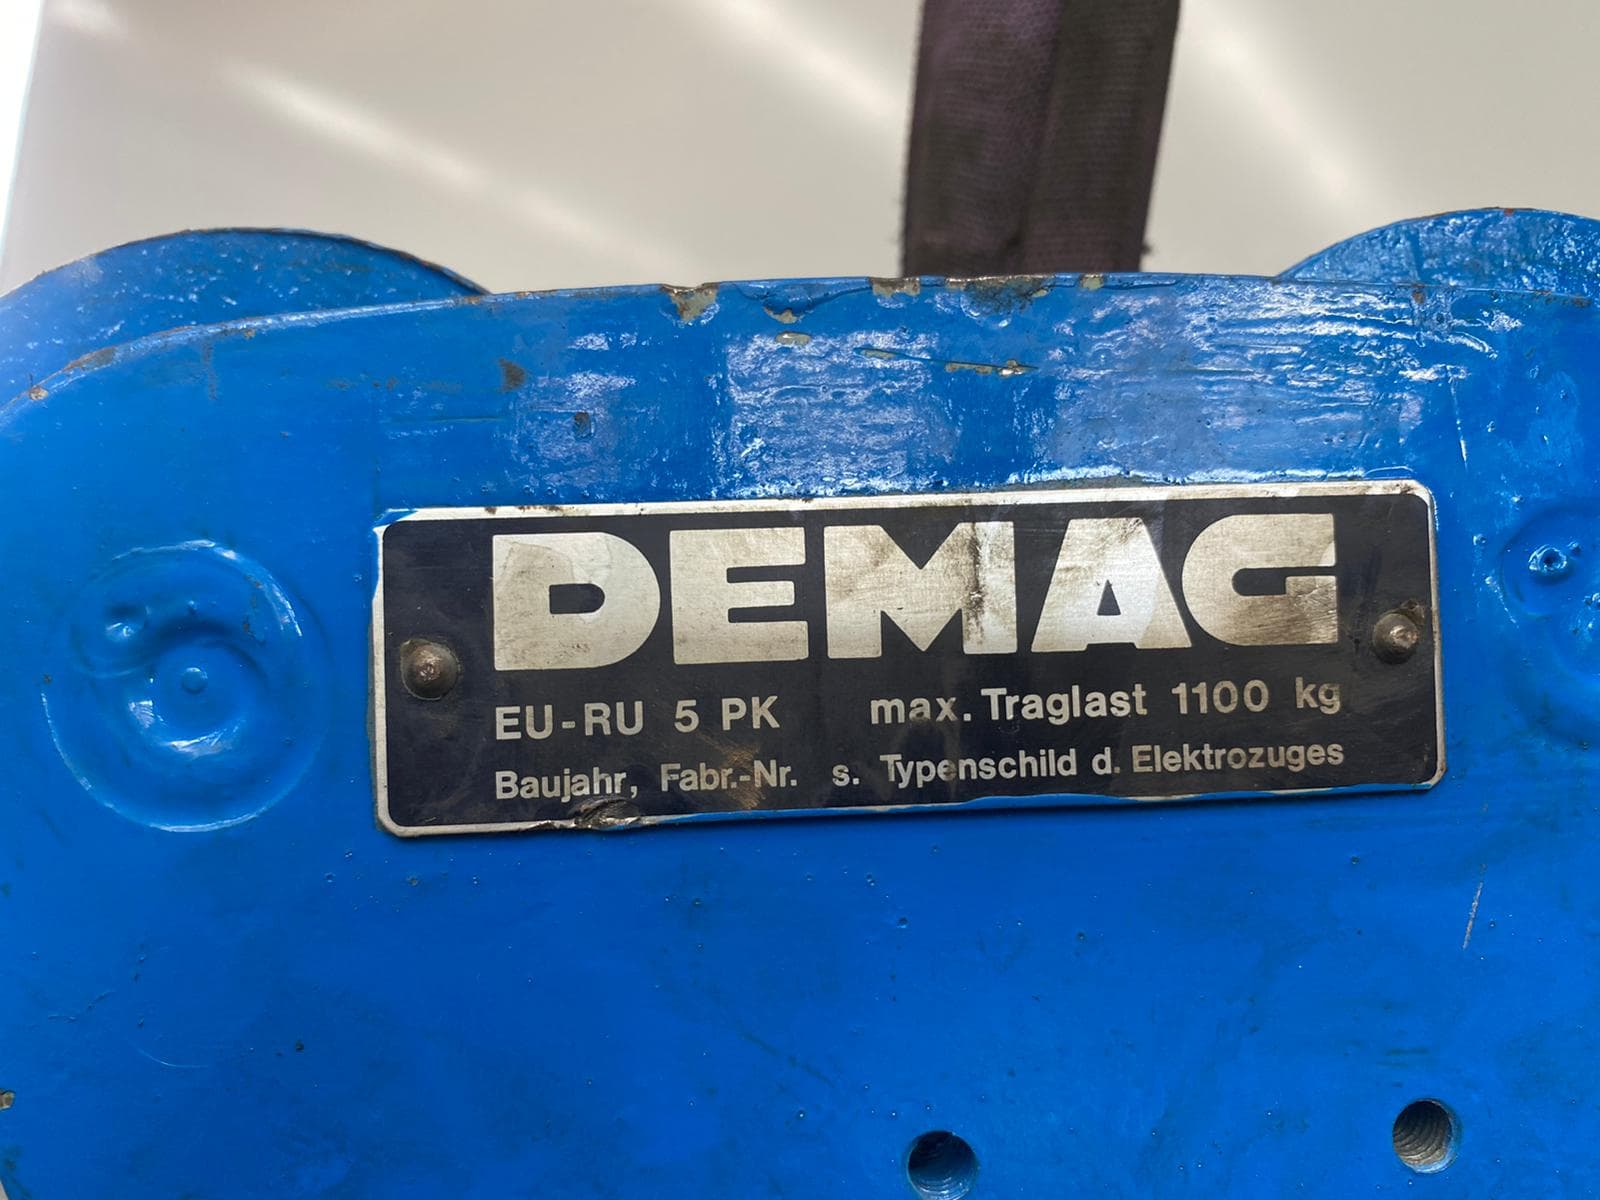 DEMAG
EU-RU 5 PK max. Traglast 1100 kg
Baujahr, Fabr.-Nr. s. Typenschild d. Elektrozuges